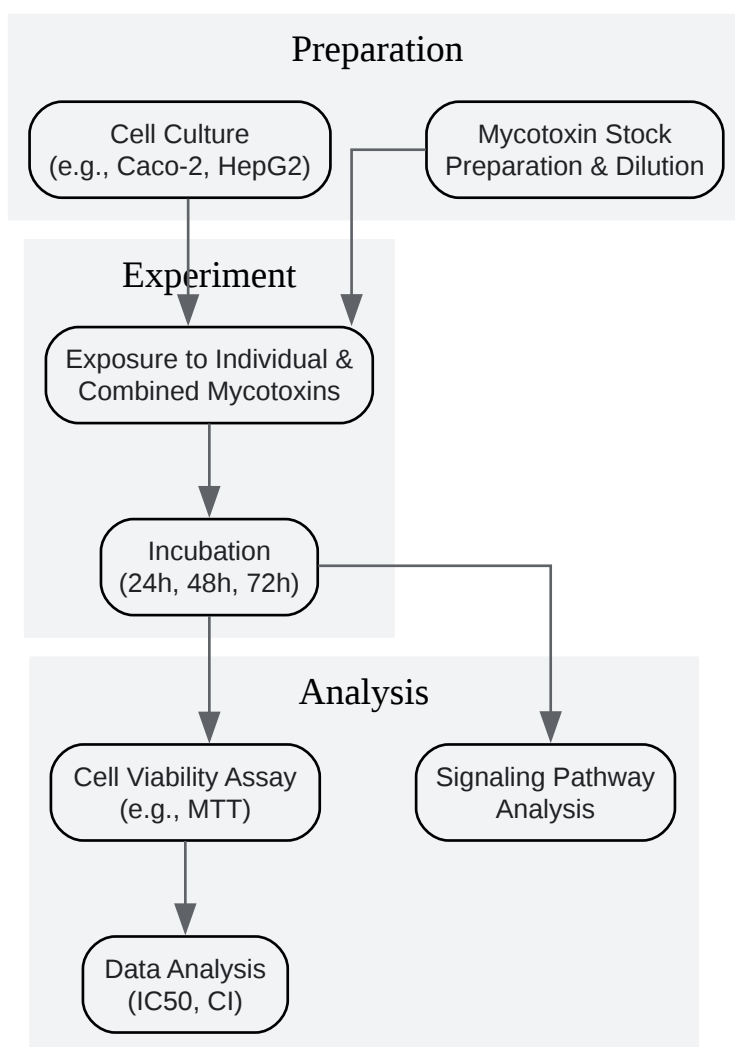 Preparation
Cell Culture
(e.g., Caco-2, HepG2)
Mycotoxin Stock
Preparation & Dilution
Experiment
Exposure to Individual &
Combined Mycotoxins
Incubation
(24h, 48h, 72h)
Analysis
Cell Viability Assay
(e.g., MTT)
Signaling Pathway
Analysis
Data Analysis
(IC50, CI)